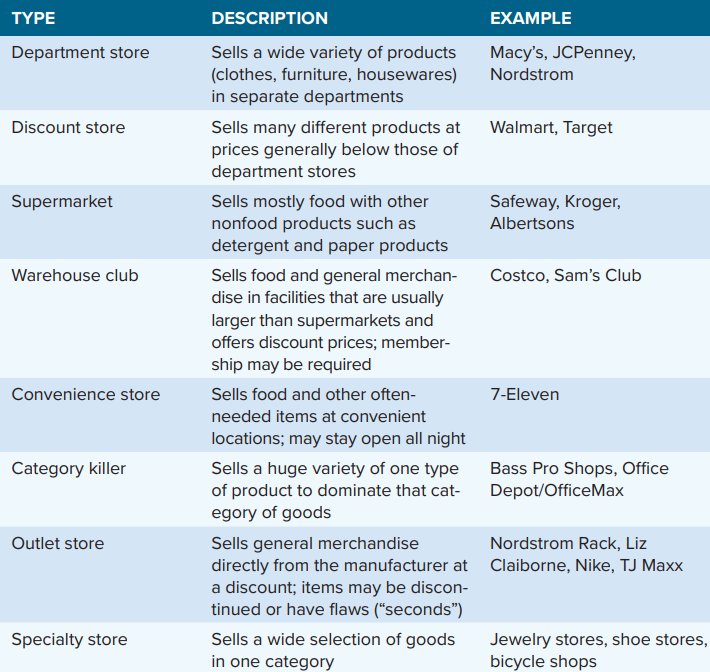 TYPE DESCRIPTION EXAMPLE
Department store Sells a wide variety of products Macy’s, JCPenney,
(clothes, furniture, housewares) Nordstrom
in separate departments
Discount store Sells many different products at Walmart, Target
prices generally below those of
department stores
Supermarket Sells mostly food with other Safeway, Kroger,
nonfood products such as Albertsons
detergent and paper products
Warehouse club Sells food and general merchan- Costco, Sam’s Club
dise in facilities that are usually
larger than supermarkets and
offers discount prices; member-
ship may be required
Convenience store Sells food and other often- 7-Eleven
needed items at convenient
locations; may stay open all night
Category killer Sells a huge variety of one type Bass Pro Shops, Office
of product to dominate that cat- Depot/OfficeMax
egory of goods
Outlet store Sells general merchandise Nordstrom Rack, Liz
directly from the manufacturer at Claiborne, Nike, TJ Maxx
a discount; items may be discon-
tinued or have flaws (“seconds”)
Specialty store Sells a wide selection of goods Jewelry stores, shoe stores,
in one category bicycle shops